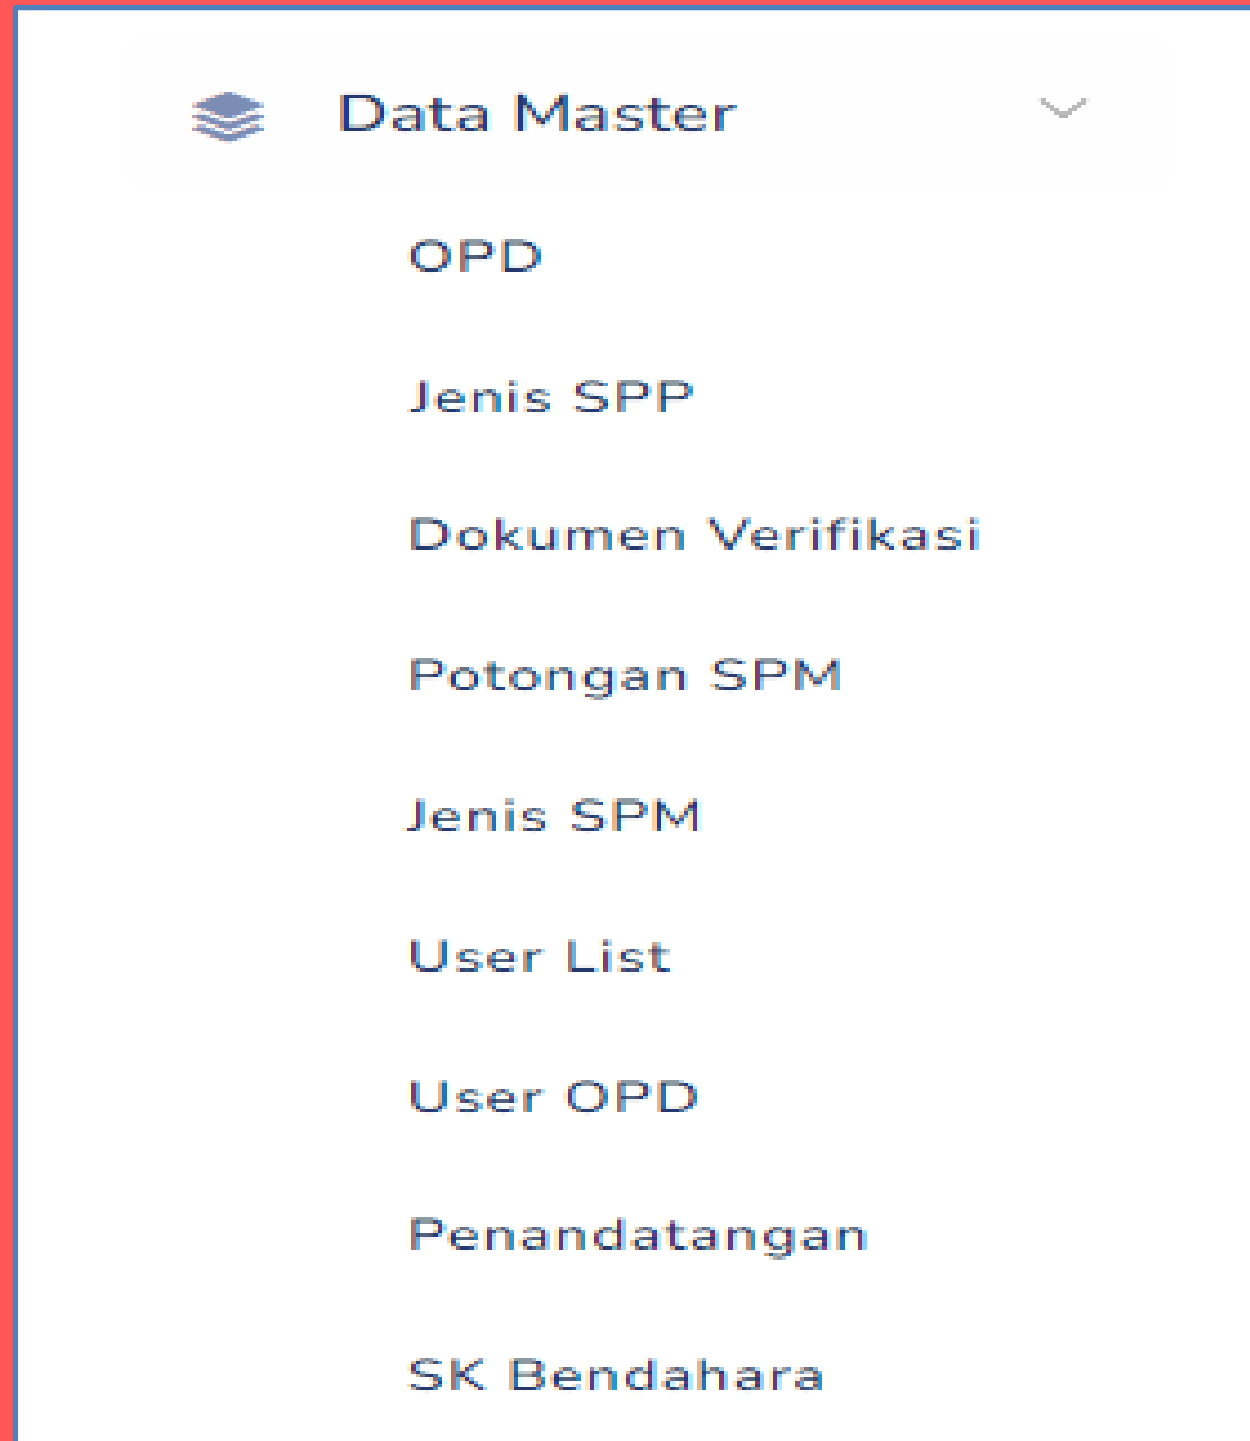 Data Master
OPD
Jenis SPP
Dokumen Verifikasi
Potongan SPM
Jenis SPM
User List
User OPD
Penandatangan
SK Bendahara